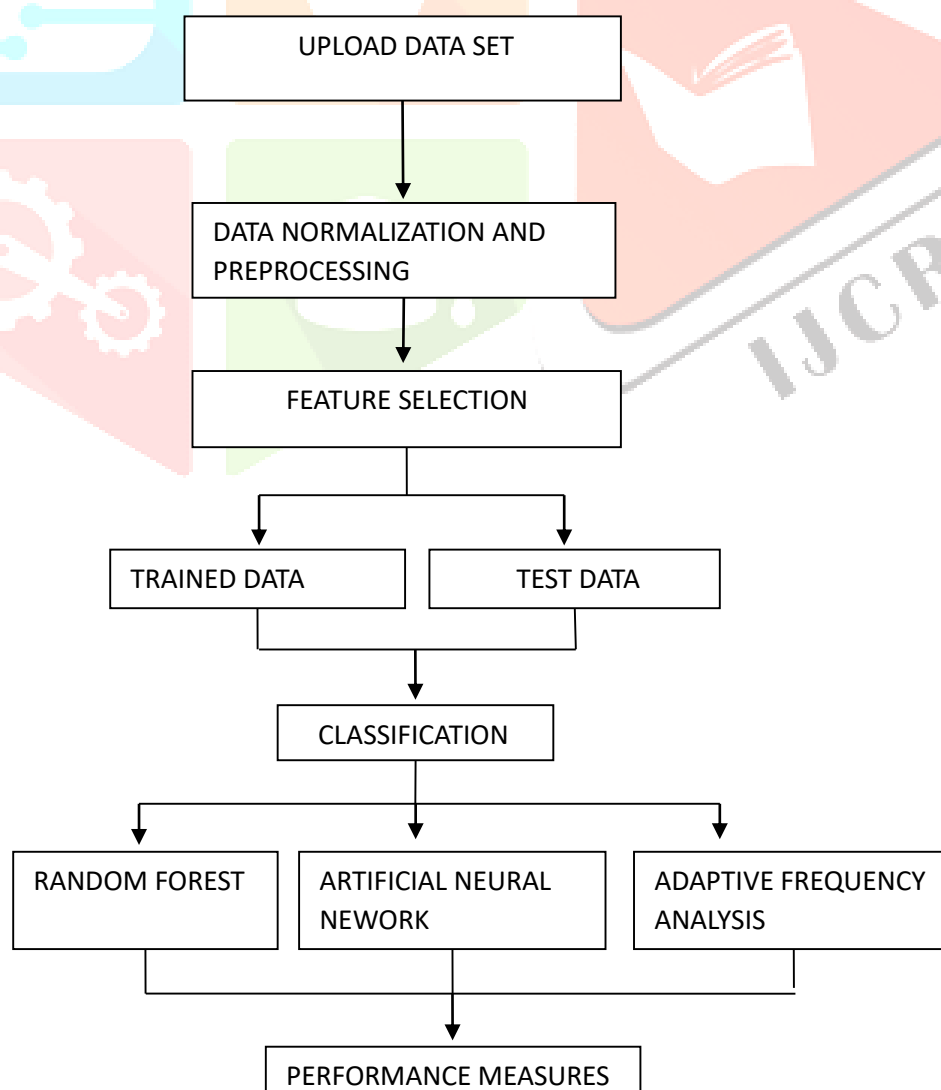 UPLOAD DATA SET
DATA NORMALIZATION AND
PREPROCESSING
IJCR
FEATURE SELECTION
TRAINED DATA
TEST DATA
CLASSIFICATION
RANDOM FOREST
ARTIFICIAL NEURAL
NEWORK
ADAPTIVE FREQUENCY
ANALYSIS
PERFORMANCE MEASURES